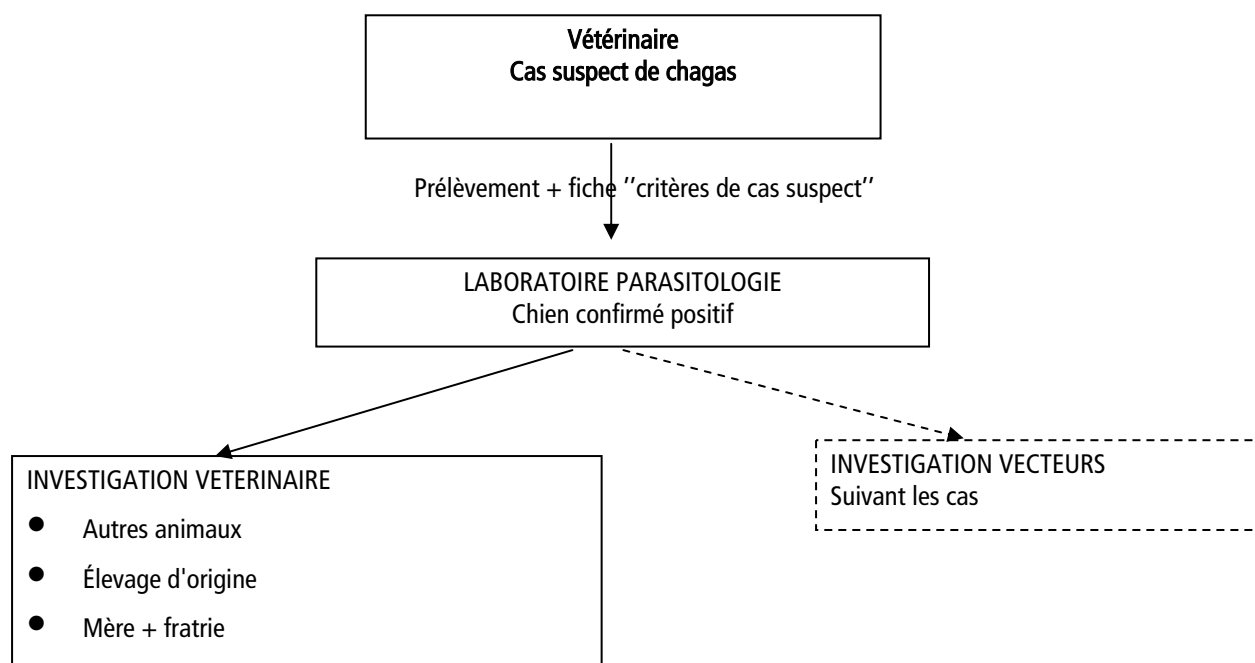 Vétérinaire
Cas suspect de chagas
Prélèvement + fiche ''critères de cas suspect''
LABORATOIRE PARASITOLOGIE
Chien confirmé positif
INVESTIGATION VETERINAIRE
● Autres animaux
● Élevage d'origine
● Mère + fratrie
INVESTIGATION VECTEURS
Suivant les cas